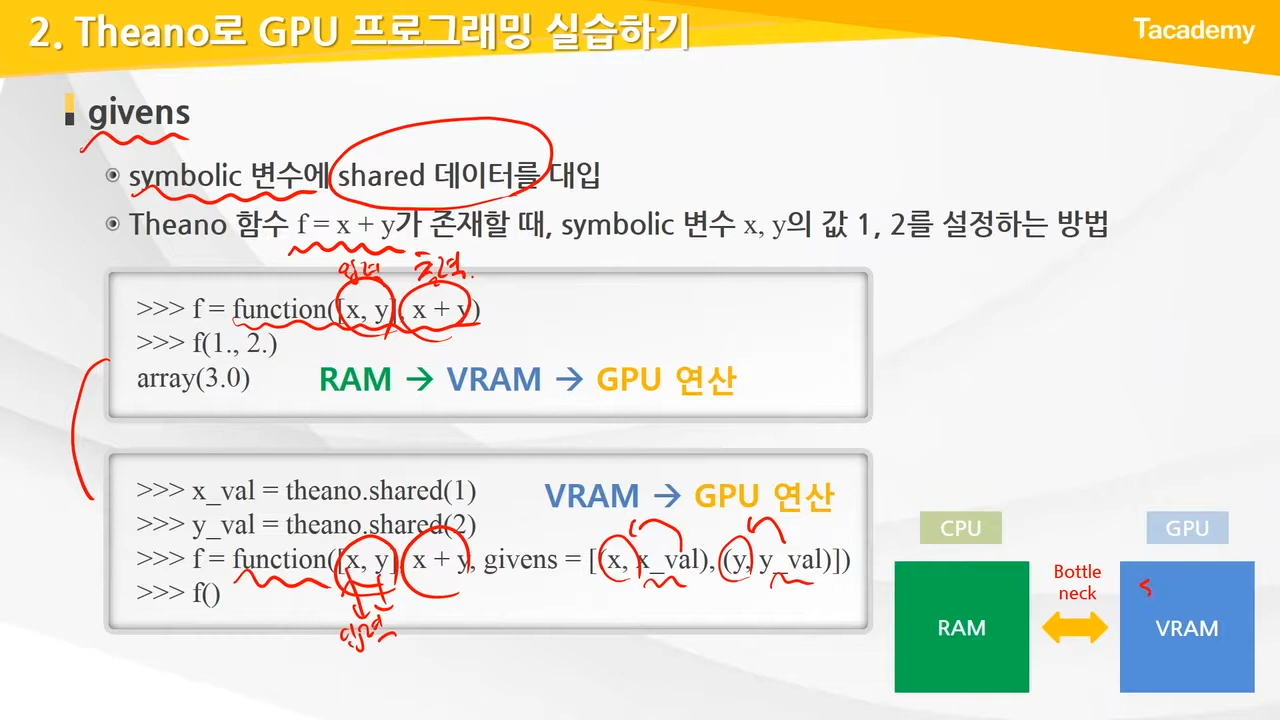 2. Theano로 GPU 프로그래밍 실습하기
Tacademy
givens
symbolic 변수에 shared 데이터를 대입
Theano 함수 f = x + y가 존재할 때, symbolic 변수 x, y의 값 1, 2를 설정하는 방법
입력 출력
>>> f = function([x, y], x + y)
>>> f(1., 2.)
array(3.0)
RAM → VRAM → GPU 연산
>>> x_val = theano.shared(1)
VRAM → GPU 연산
>>> y_val = theano.shared(2)
>>> f = function([x, y], x + y, givens = [(x, x_val), (y, y_val)])
>>> f()
입력
CPU
GPU
Bottle
neck
RAM
VRAM